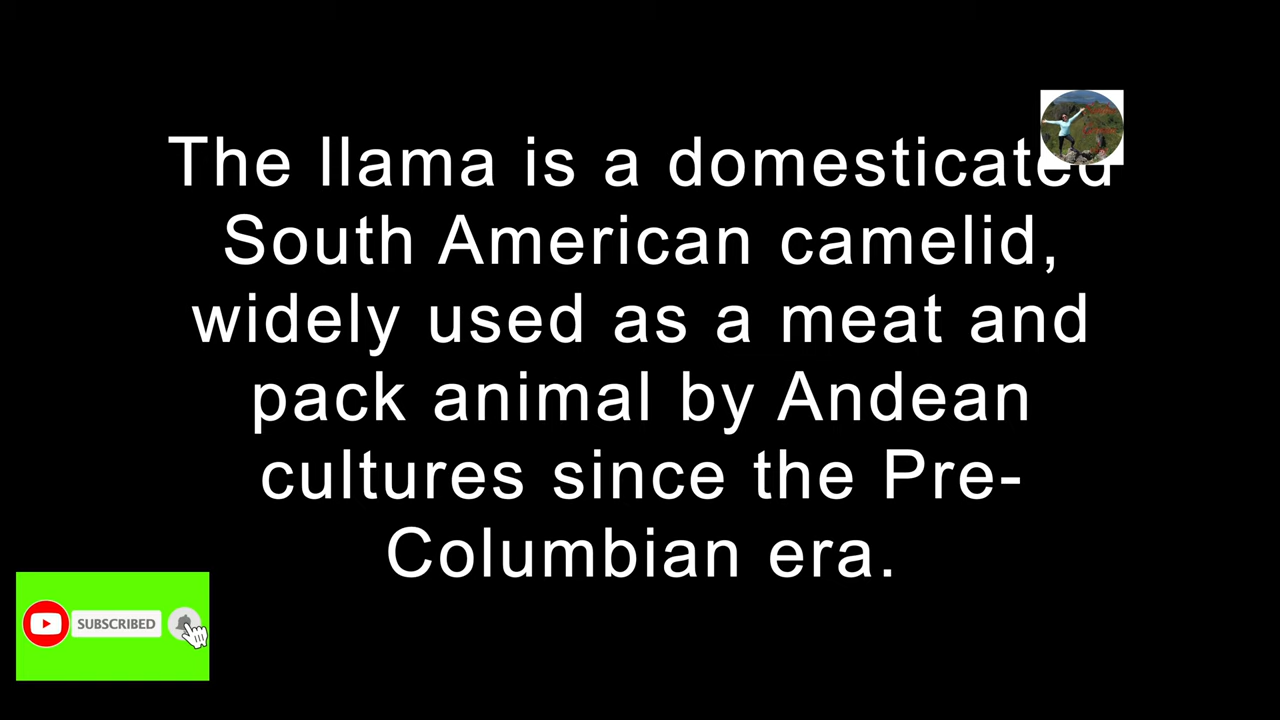 The llama is a domesticated
South American camelid,
widely used as a meat and
pack animal by Andean
cultures since the Pre-
Columbian era.
SUBSCRIBED